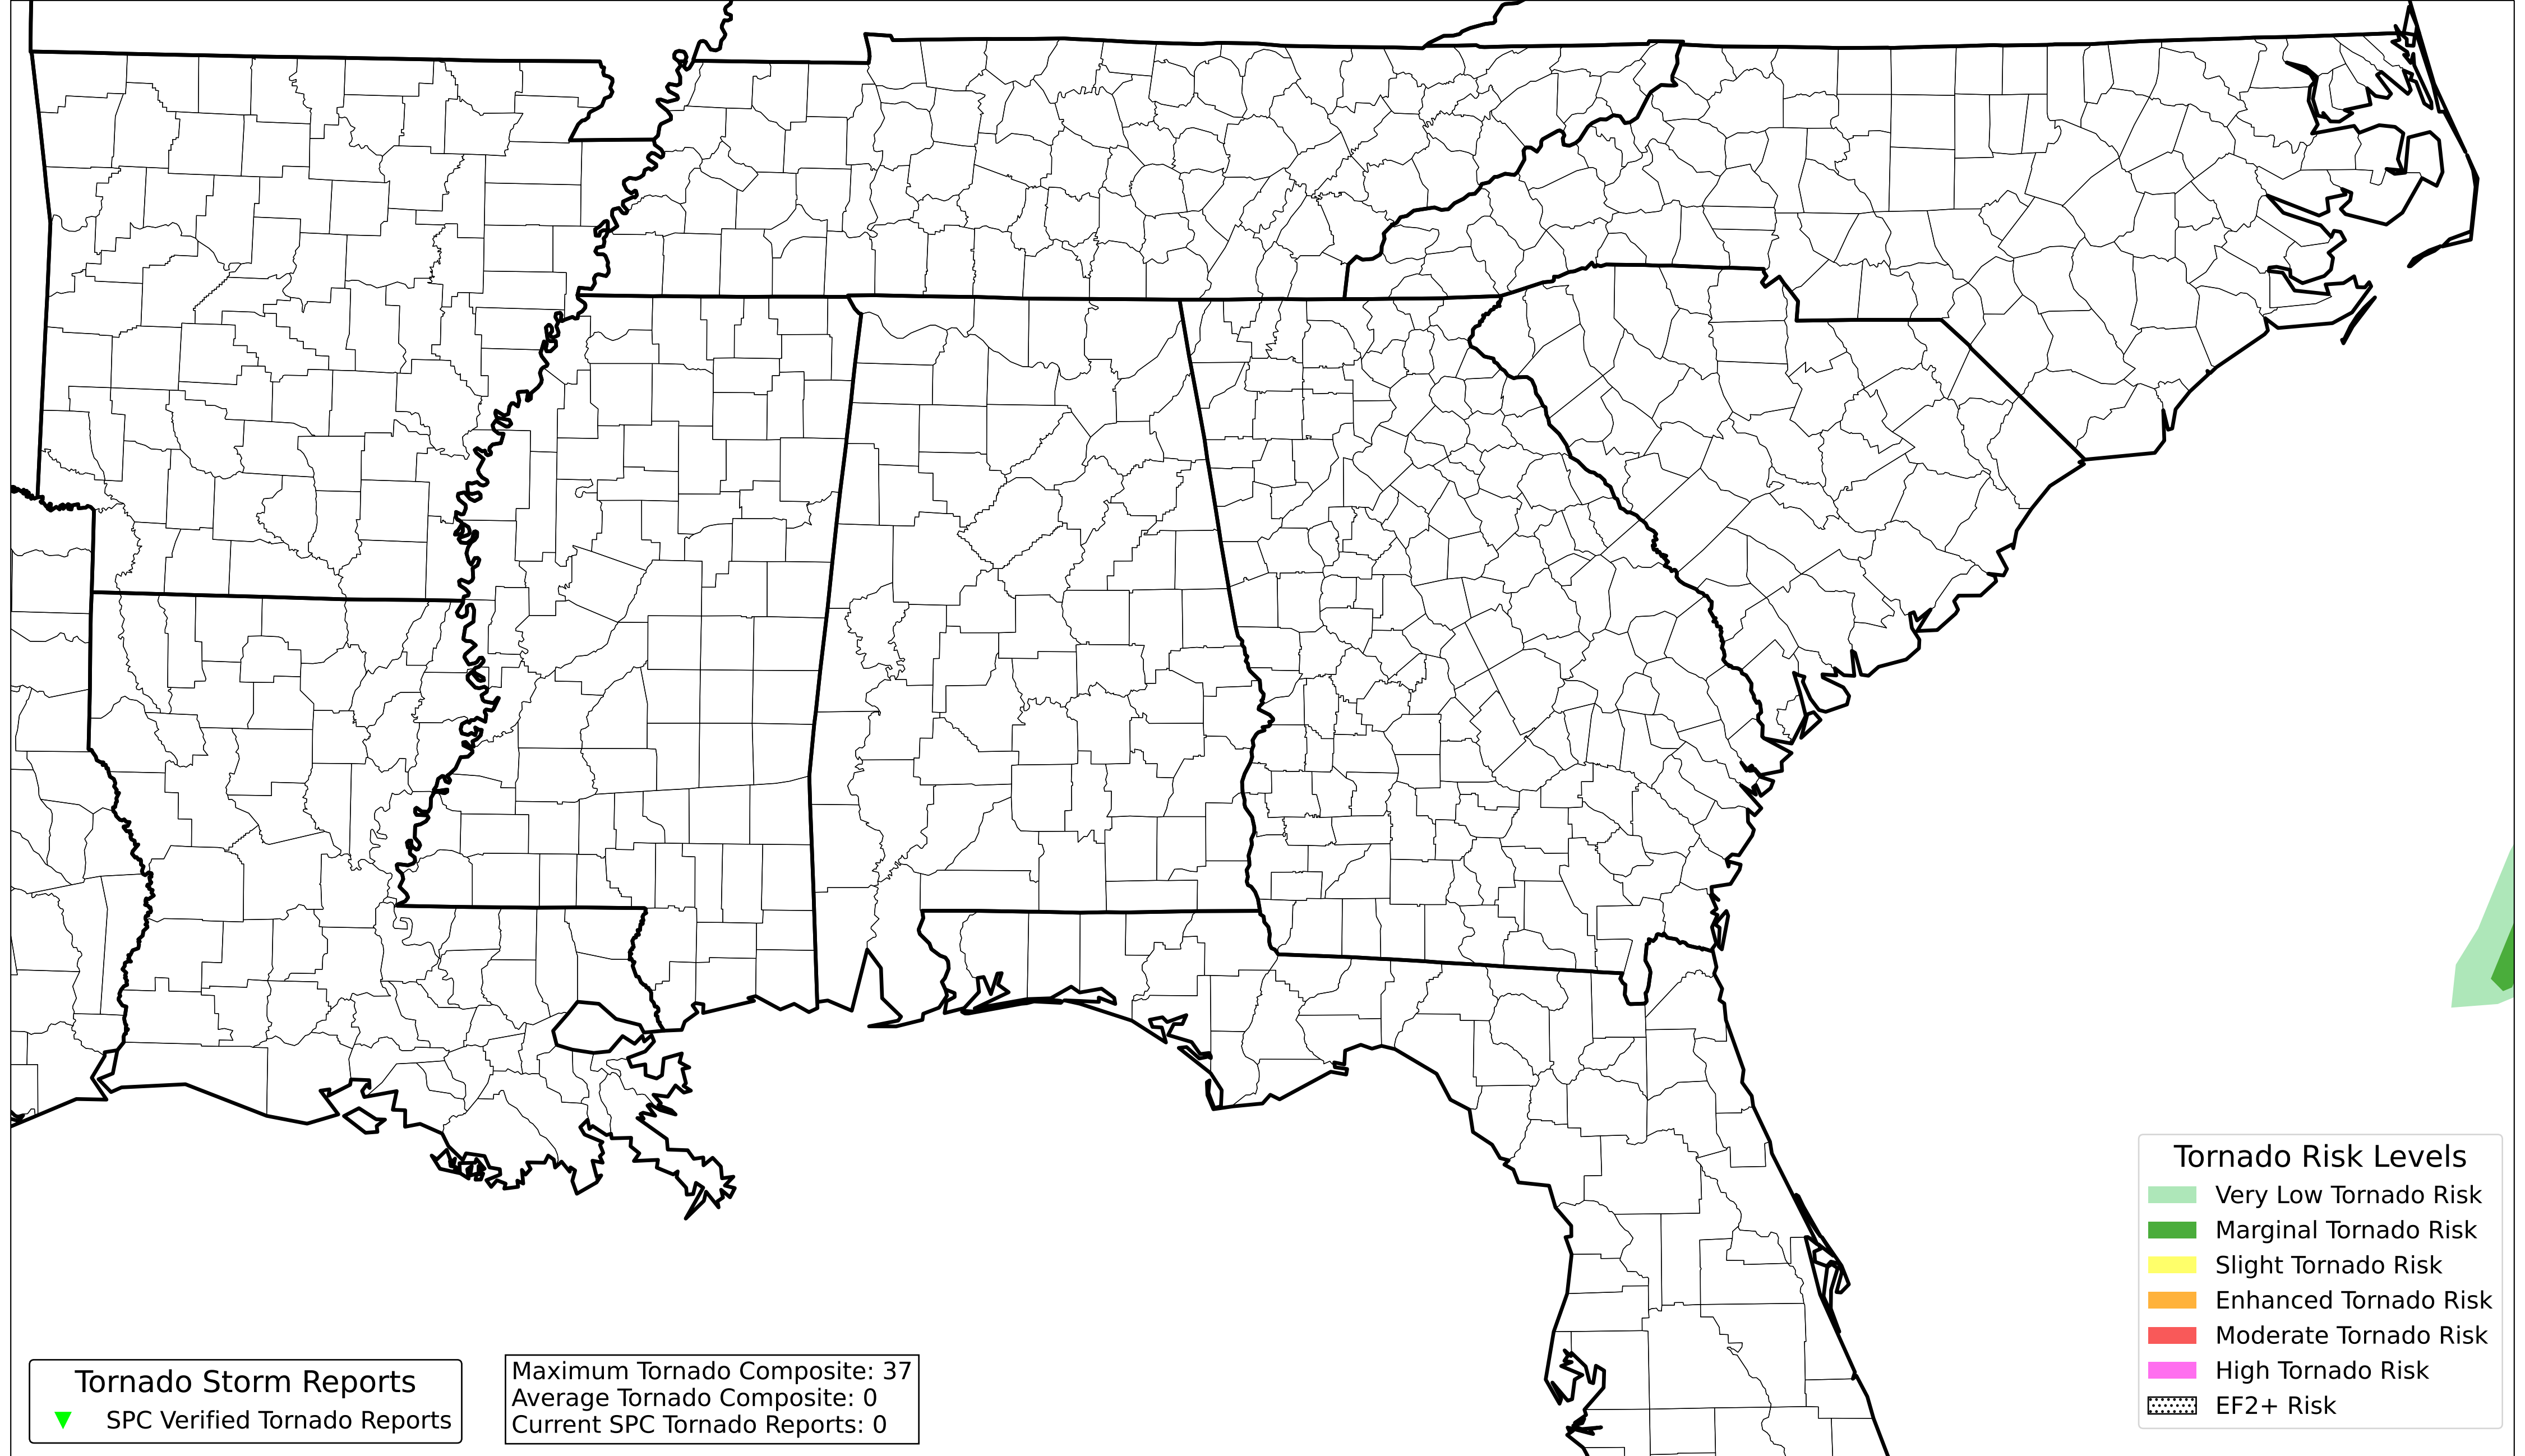 Tornado Risk Levels
Very Low Tornado Risk
Marginal Tornado Risk
Slight Tornado Risk
Enhanced Tornado Risk
Moderate Tornado Risk
High Tornado Risk
EF2+ Risk
Tornado Storm Reports
SPC Verified Tornado Reports
Maximum Tornado Composite: 37
Average Tornado Composite: 0
Current SPC Tornado Reports: 0